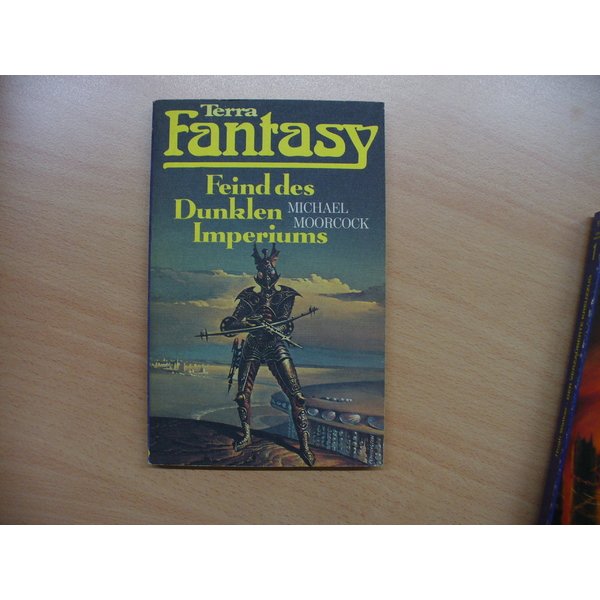 Terra
Fantasy
Feind des
Dunklen
Imperiums
MICHAEL
MOORCOCK